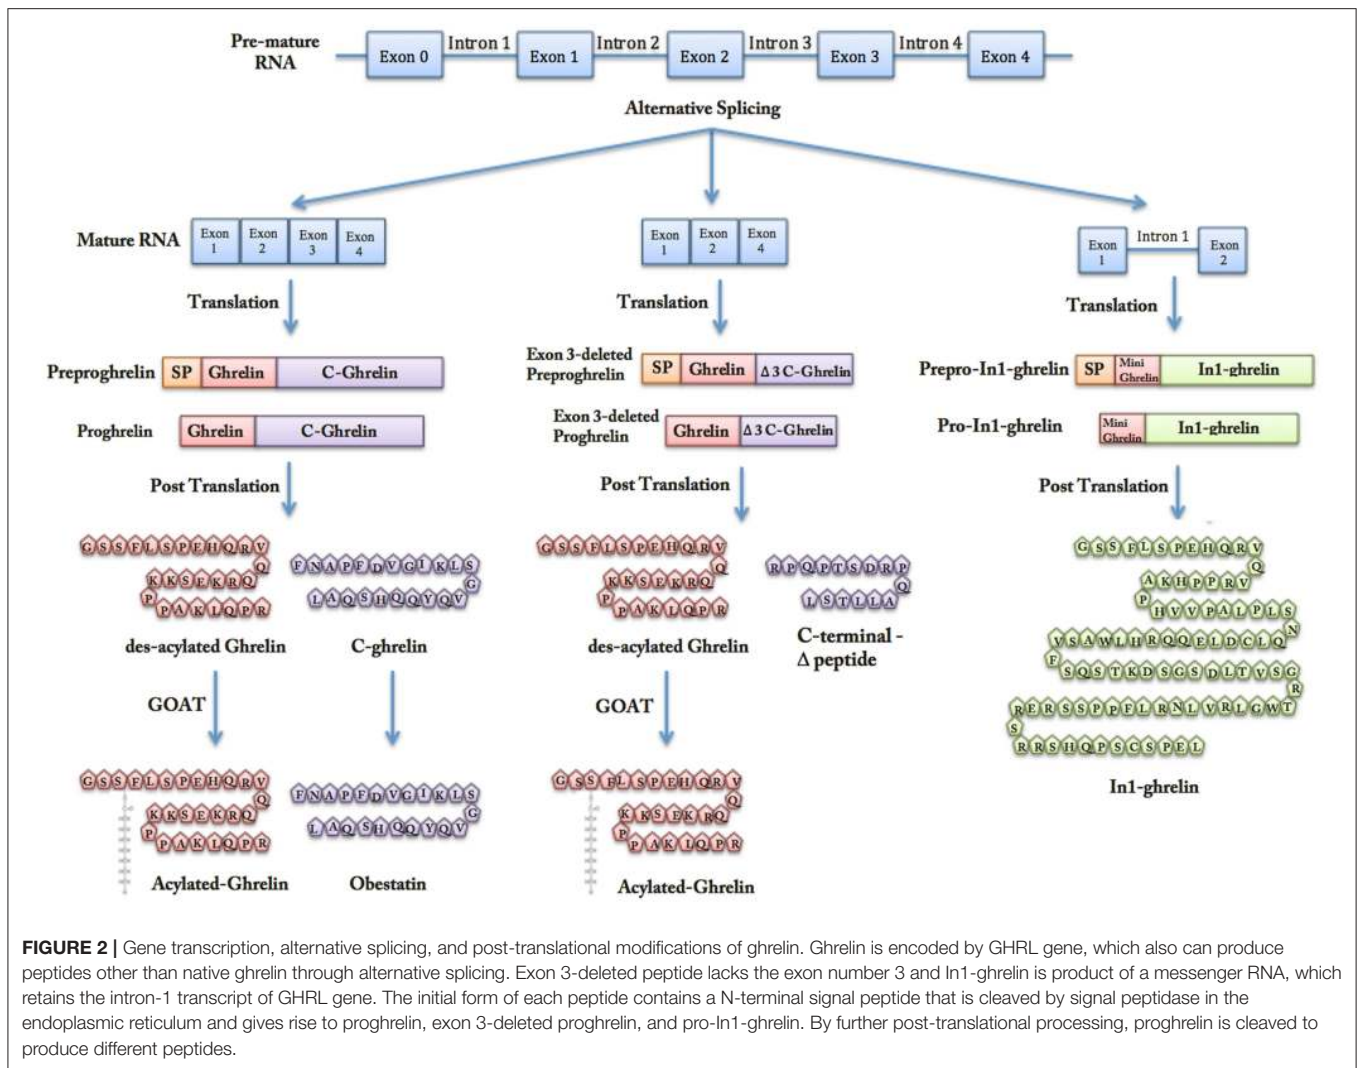 Pre-mature
RNA
Exon 0
Intron 1
Exon 1
Intron 2
Exon 2
Intron 3
Exon 3
Intron 4
Exon 4
Alternative Splicing
Mature RNA
Exon
1
Exon
2
Exon
3
Exon
4
Exon
1
Exon
2
Exon
4
Exon
1
Intron 1
Exon
2
Translation
Translation
Translation
Preproghrelin
SP
Ghrelin
C-Ghrelin
Exon 3-deleted
Preproghrelin
SP
Ghrelin
Δ3 C-Ghrelin
Prepro-In1-ghrelin
SP
Mini
Ghrelin
In1-ghrelin
Proghrelin
Ghrelin
C-Ghrelin
Exon 3-deleted
Proghrelin
Ghrelin
Δ3 C-Ghrelin
Pro-In1-ghrelin
Mini
Ghrelin
In1-ghrelin
Post Translation
Post Translation
Post Translation
GSSFLSPEHQRV
Q
KKSEKRQ
P
PAKLQPR
des-acylated Ghrelin
FNAPFDVGIKLS
G
LAQSHQQYQV
C-ghrelin
GSSFLSPEHQRV
Q
KKSEKRQ
P
PAKLQPR
des-acylated Ghrelin
RPQPTSDRP
Q
LSTLLA
C-terminal -
Δ peptide
GSSFLSPEHQRV
Q
AKHPPRV
P
HVVPALPLS
N
VSAWLHRQQELDCLQ
F
SQSTKDSGSDLTVSG
R
RERSSPPFLRNLVRLGWT
S
RRSHQPSCSPEL
In1-ghrelin
GOAT
GOAT
GSSFLSPEHQRV
Q
KKSEKRQ
P
PAKLQPR
Acylated-Ghrelin
FNAPFDVGIKLS
G
LAQSHQQYQV
Obestatin
GSSFLSPEHQRV
Q
KKSEKRQ
P
PAKLQPR
Acylated-Ghrelin
FIGURE 2 | Gene transcription, alternative splicing, and post-translational modifications of ghrelin. Ghrelin is encoded by GHRL gene, which also can produce
peptides other than native ghrelin through alternative splicing. Exon 3-deleted peptide lacks the exon number 3 and In1-ghrelin is product of a messenger RNA, which
retains the intron-1 transcript of GHRL gene. The initial form of each peptide contains a N-terminal signal peptide that is cleaved by signal peptidase in the
endoplasmic reticulum and gives rise to proghrelin, exon 3-deleted proghrelin, and pro-In1-ghrelin. By further post-translational processing, proghrelin is cleaved to
produce different peptides.